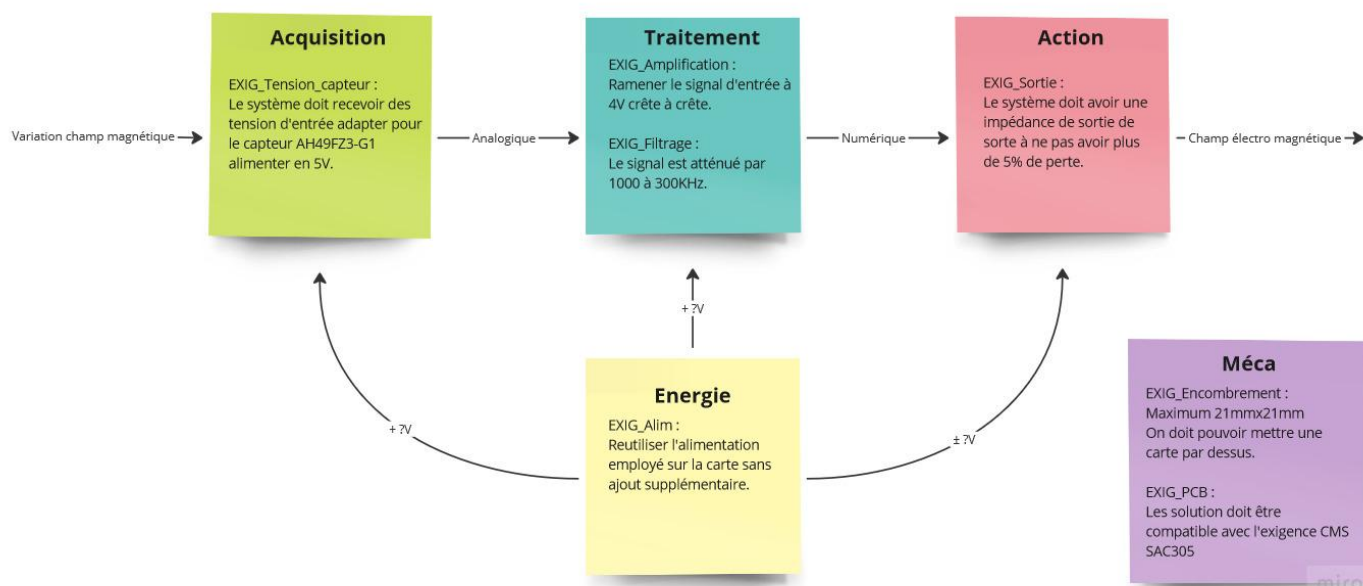 Acquisition
EXIG_Tension_capteur :
Le système doit recevoir des
tension d'entrée adapter pour
le capteur AH49FZ3-G1
alimenter en 5V.
Traitement
EXIG_Amplification :
Ramener le signal d'entrée à
4V crête à crête.
EXIG_Filtrage :
Le signal est atténué par
1000 à 300KHz.
Action
EXIG_Sortie :
Le système doit avoir une
impédance de sortie de
sorte à ne pas avoir plus
de 5% de perte.
Variation champ magnétique
Analogique
Numérique
Champ électro magnétique
+ ?V
+ ?V
± ?V
Energie
EXIG_Alim :
Reutiliser l'alimentation
employé sur la carte sans
ajout supplémentaire.
Méca
EXIG_Encombrement :
Maximum 21mmx21mm
On doit pouvoir mettre une
carte par dessus.
EXIG_PCB :
Les solution doit être
compatible avec l'exigence CMS
SAC305
miro